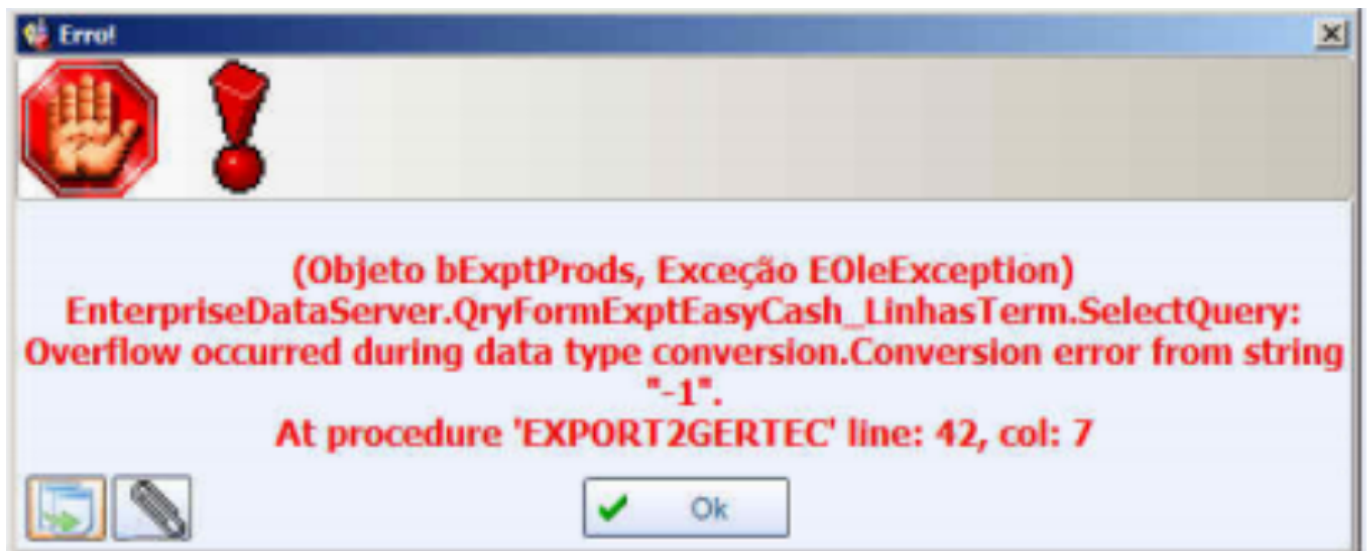 Erro!
(Objeto bExptProds, Exceção EOleException)
EnterpriseDataServer.QryFormExptEasyCash_LinhasTerm.SelectQuery:
Overflow occurred during data type conversion.Conversion error from string
"-1".
At procedure 'EXPORT2GERTEC' line: 42, col: 7
Ok